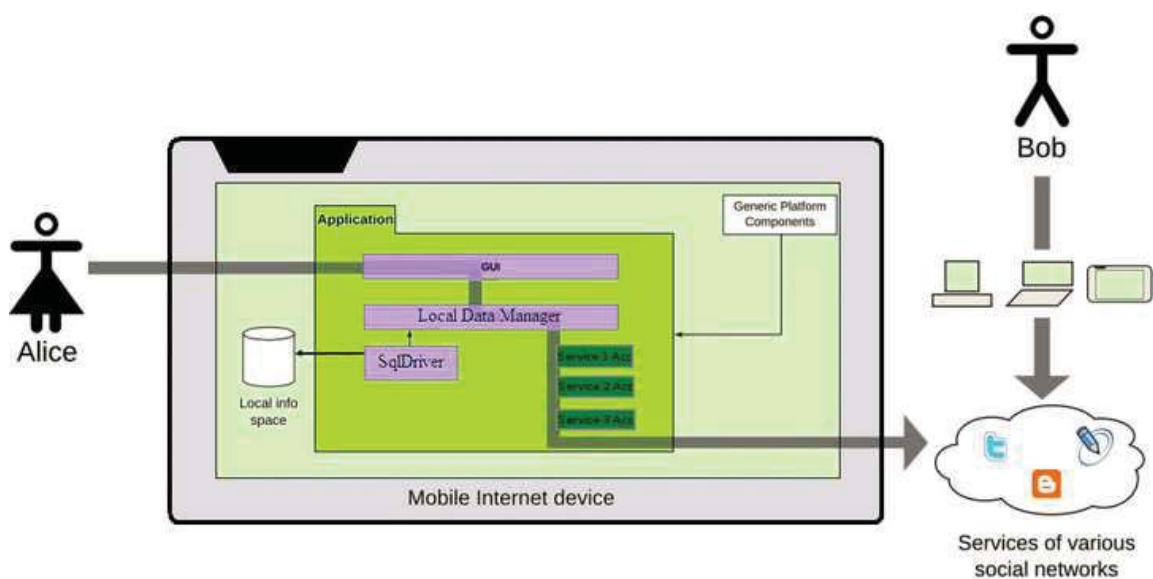 Bob
Alice
Application
Generic Platform
Components
GUI
Local Data Manager
SqlDriver
Service 1 Acc
Service 2 Acc
Service 3 Acc
Local info
space
Mobile Internet device
Services of various
social networks